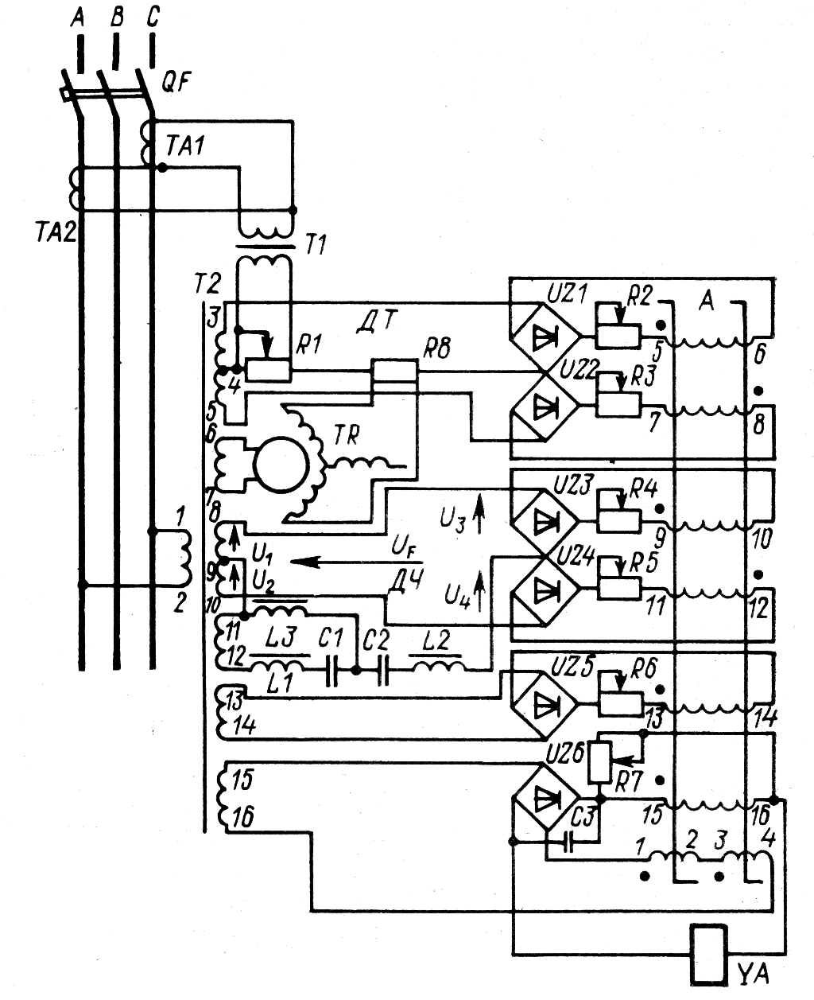 A B C
QF
TA1
TA2
T1
T2
3
ДТ
R1
R8
4
5
6
TR
7
8
1
2
U1
9
U2
10
UF
ДЧ
U3
U4
11
L3
C1
C2
L2
12
L1
13
14
15
16
UZ1
R2
A
5
6
UZ2
R3
7
8
UZ3
R4
9
10
UZ4
R5
11
12
UZ5
R6
13
14
UZ6
R7
C3
15
16
1
2
3
4
YA